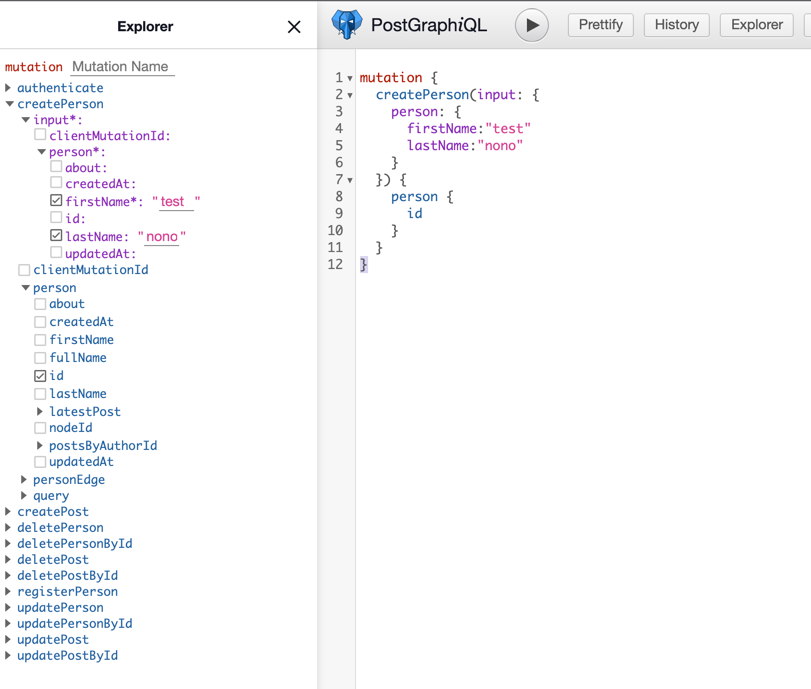 Explorer
mutation Mutation Name
authenticate
createPerson
input*:
clientMutationId:
person*:
about:
createdAt:
firstName*: "test "
id:
lastName: "nono"
updatedAt:
clientMutationId
person
about
createdAt
firstName
fullName
id
lastName
latestPost
nodeId
postsByAuthorId
updatedAt
personEdge
query
createPost
deletePerson
deletePersonById
deletePost
deletePostById
registerPerson
updatePerson
updatePersonById
updatePost
updatePostById
PostGraphiQL
Prettify
History
Explorer
1 mutation {
2 createPerson(input: {
3 person: {
4 firstName:"test"
5 lastName:"nono"
6 }
7 }) {
8 person {
9 id
10 }
11 }
12 }